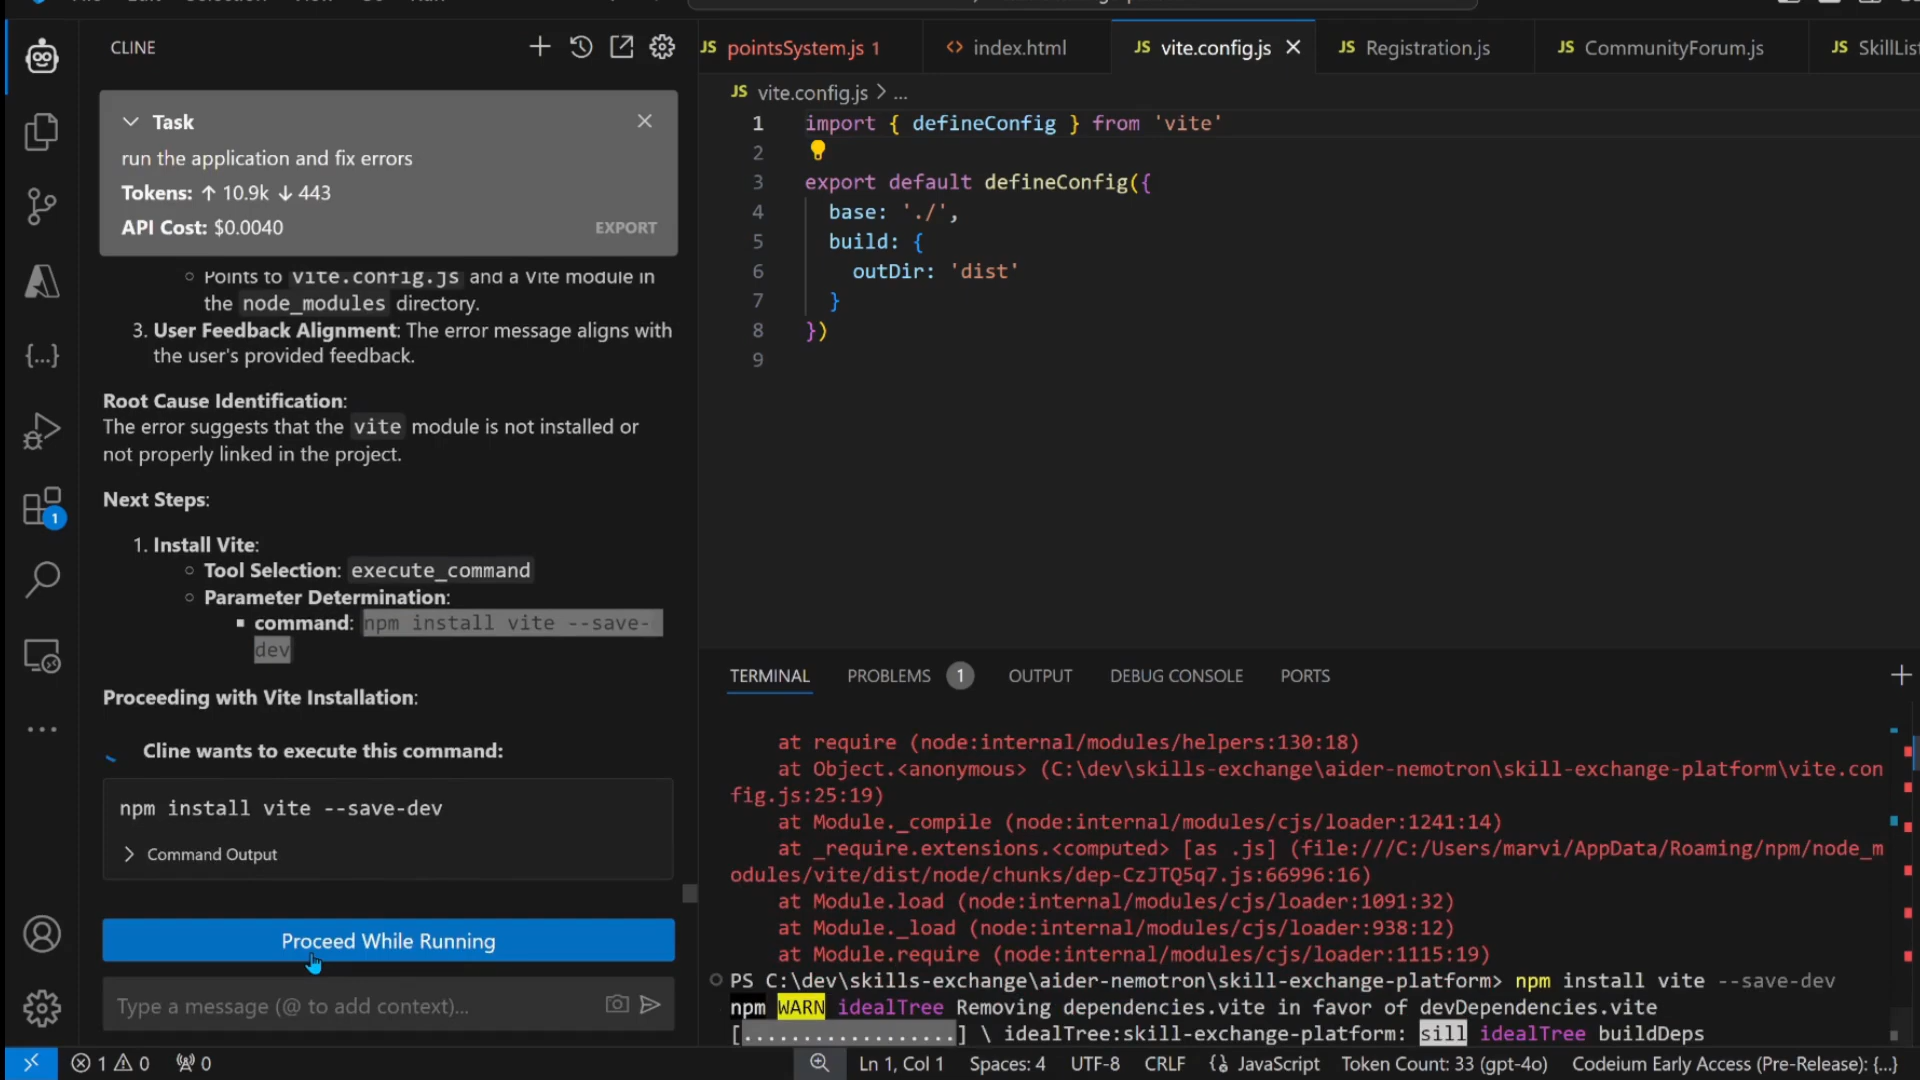 CLINE
Task
run the application and fix errors
Tokens: ↑ 10.9k ↓ 443
API Cost: $0.0040
EXPORT
Points to vite.config.js and a Vite module in
the node_modules directory.
3. User Feedback Alignment: The error message aligns with
the user's provided feedback.
Root Cause Identification:
The error suggests that the vite module is not installed or
not properly linked in the project.
Next Steps:
1. Install Vite:
Tool Selection: execute_command
Parameter Determination:
command: npm install vite --save-
dev
Proceeding with Vite Installation:
Cline wants to execute this command:
npm install vite --save-dev
Command Output
Proceed While Running
Type a message (@ to add context)...
1
JS pointsSystem.js 1
<> index.html
JS vite.config.js
JS Registration.js
JS CommunityForum.js
JS SkillList
JS vite.config.js > ...
1 import { defineConfig } from 'vite'
2
3 export default defineConfig({
4 base: './',
5 build: {
6 outDir: 'dist'
7 }
8 })
9
TERMINAL
PROBLEMS 1
OUTPUT
DEBUG CONSOLE
PORTS
at require (node:internal/modules/helpers:130:18)
at Object.<anonymous> (C:\dev\skills-exchange\aider-nemotron\skill-exchange-platform\vite.con
fig.js:25:19)
at Module._compile (node:internal/modules/cjs/loader:1241:14)
at _require.extensions.<computed> [as .js] (file:///C:/Users/marvi/AppData/Roaming/npm/node_m
odules/vite/dist/node/chunks/dep-CzJTQ5q7.js:66996:16)
at Module.load (node:internal/modules/cjs/loader:1091:32)
at Module._load (node:internal/modules/cjs/loader:938:12)
at Module.require (node:internal/modules/cjs/loader:1115:19)
PS C:\dev\skills-exchange\aider-nemotron\skill-exchange-platform> npm install vite --save-dev
npm WARN idealTree Removing dependencies.vite in favor of devDependencies.vite
[..................] \ idealTree:skill-exchange-platform: sill idealTree buildDeps
1 0 0
Ln 1, Col 1 Spaces: 4 UTF-8 CRLF {} JavaScript Token Count: 33 (gpt-4o) Codeium Early Access (Pre-Release): {...}